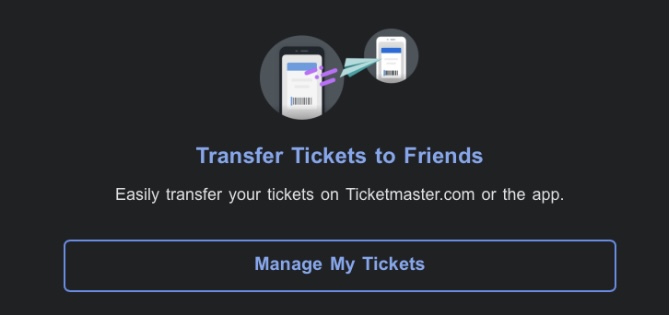 Transfer Tickets to Friends
Easily transfer your tickets on Ticketmaster.com or the app.
Manage My Tickets